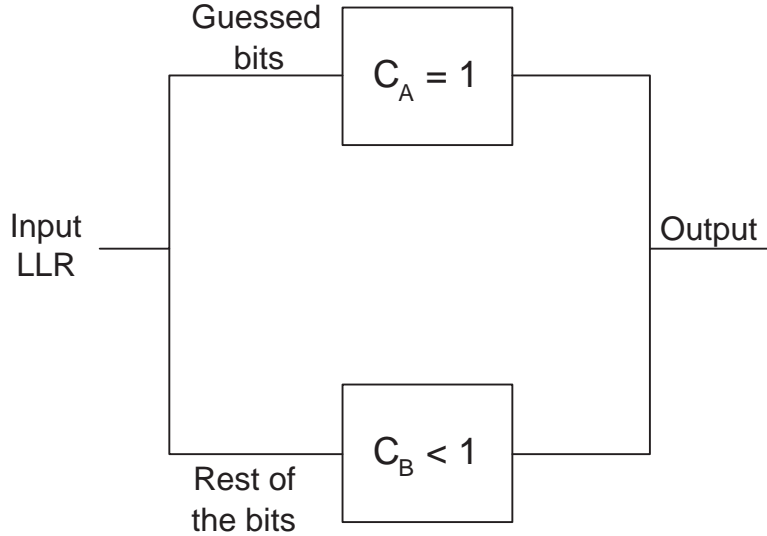 Guessed
bits
C_A = 1
Input
LLR
Output
C_B < 1
Rest of
the bits